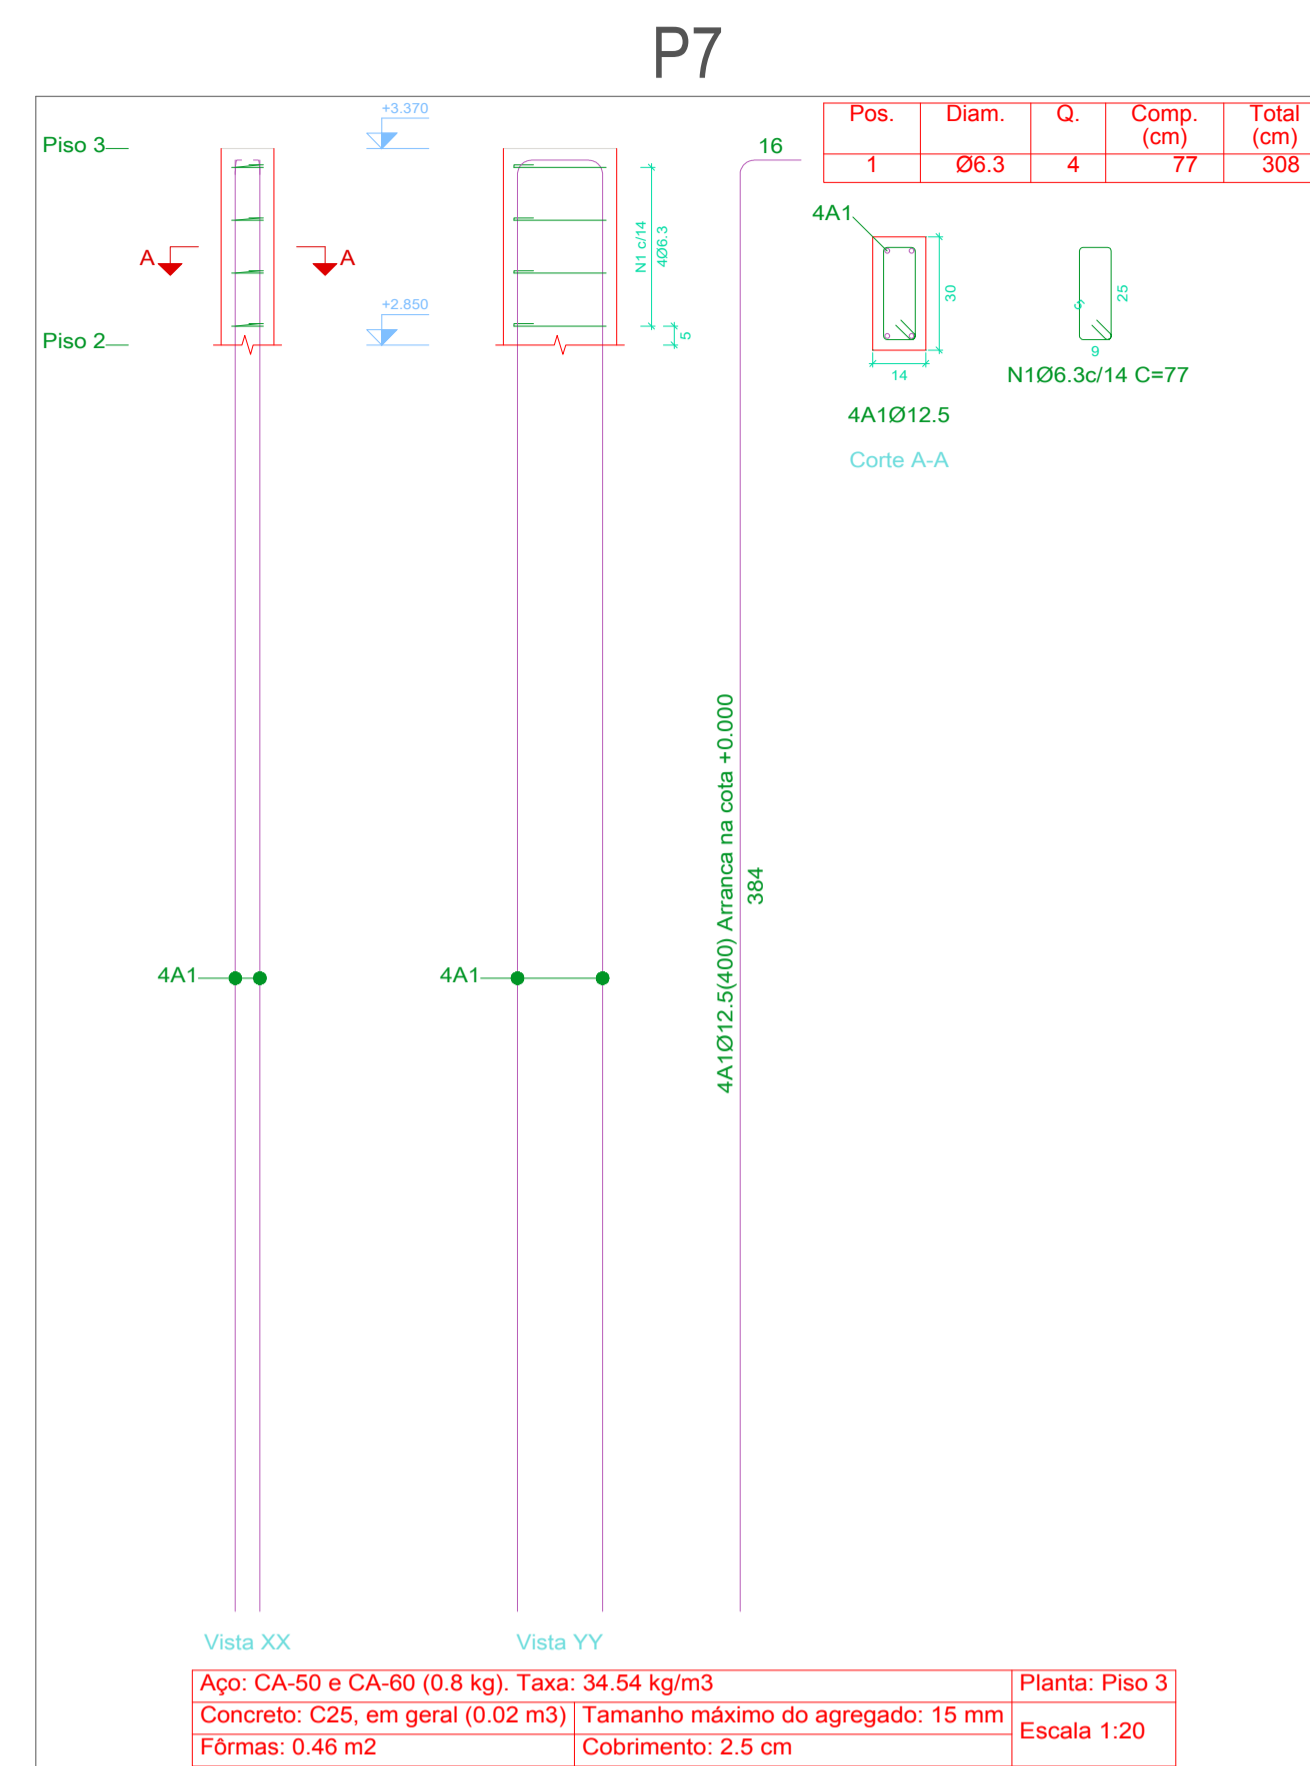 P7
Piso 3
+3.370
16
Pos. Diam. Q. Comp. (cm) Total (cm)
1 Ø6.3 4 77 308
A A
N1 c/14
4Ø6.3
+2.850
Piso 2
5
4A1
30
14
4A1Ø12.5
Corte A-A
5
25
9
N1Ø6.3c/14 C=77
4A1Ø12.5(400) Arranca na cota +0.000
384
4A1
4A1
Vista XX
Vista YY
Aço: CA-50 e CA-60 (0.8 kg). Taxa: 34.54 kg/m3
Planta: Piso 3
Concreto: C25, em geral (0.02 m3)
Tamanho máximo do agregado: 15 mm
Escala 1:20
Fôrmas: 0.46 m2
Cobrimento: 2.5 cm